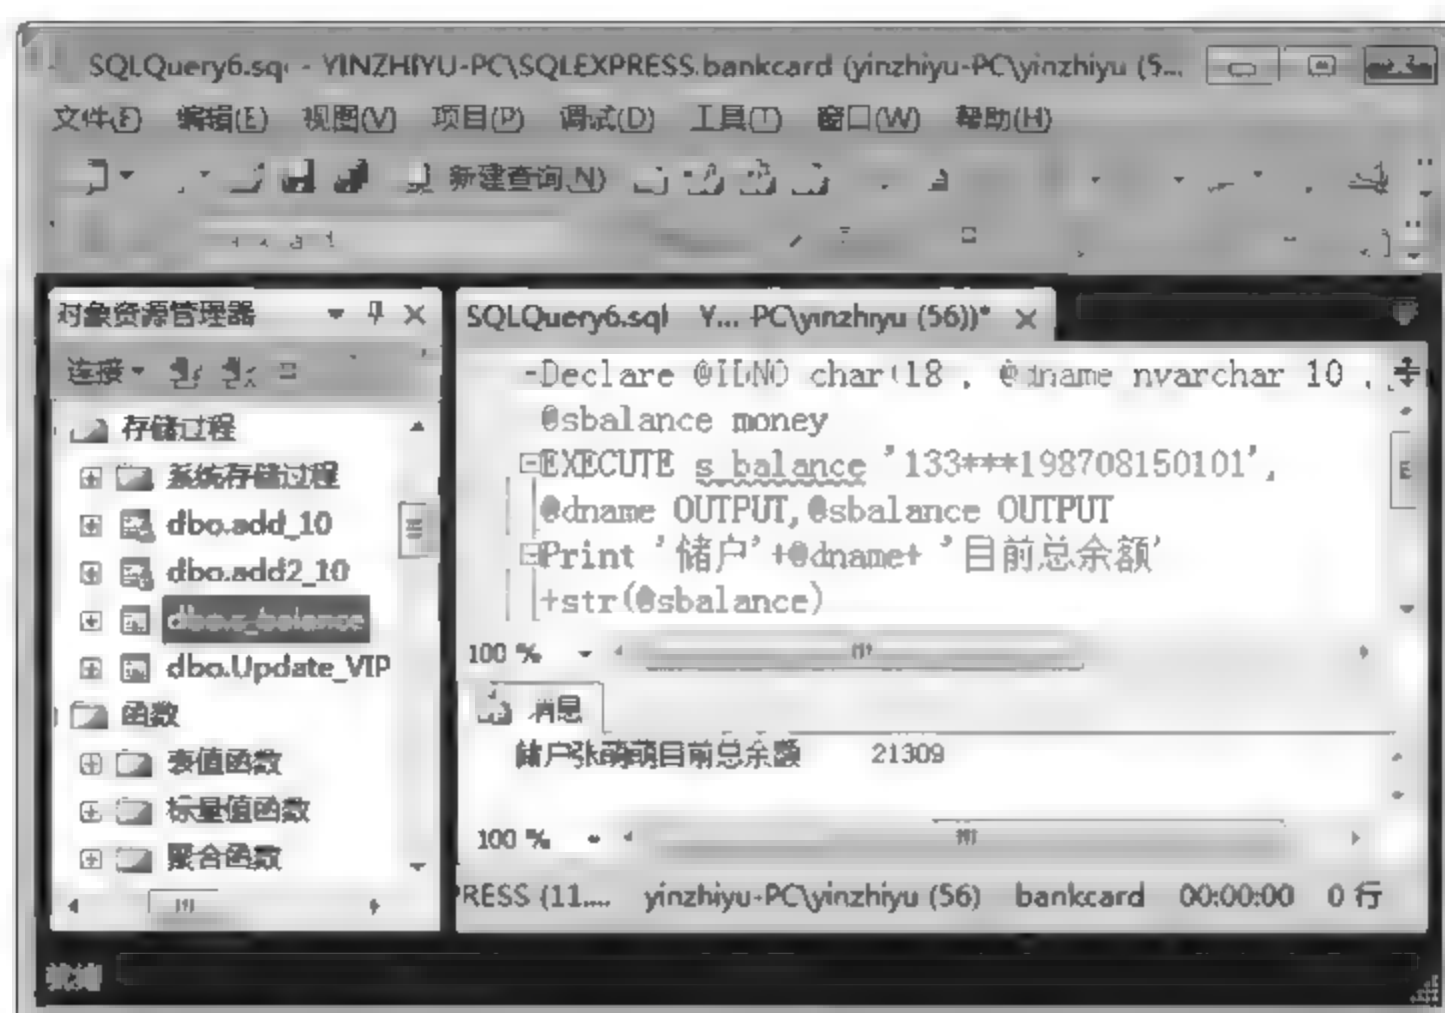 SQLQuery6.sql - YINZHIYU-PC\SQLEXPRESS.bankcard (yinzhiyu-PC\yinzhiyu (5...
文件(F) 编辑(E) 视图(V) 项目(P) 调试(D) 工具(T) 窗口(W) 帮助(H)
新建查询(N)
对象资源管理器
连接
存储过程
系统存储过程
dbo.add_10
dbo.add2_10
dbo.s_balance
dbo.Update_VIP
函数
表值函数
标量值函数
聚合函数
SQLQuery6.sql Y... PC\yinzhiyu (56))*
Declare @IDNO char(18), @dname nvarchar(10),
@sbalance money
EXECUTE s_balance '133***198708150101',
@dname OUTPUT,@sbalance OUTPUT
Print '储户'+@dname+ '目前总余额'
+str(@sbalance)
100 %
消息
储户张萌萌目前总余额 21309
100 %
PRESS (11.... yinzhiyu-PC\yinzhiyu (56) bankcard 00:00:00 0 行
就绪